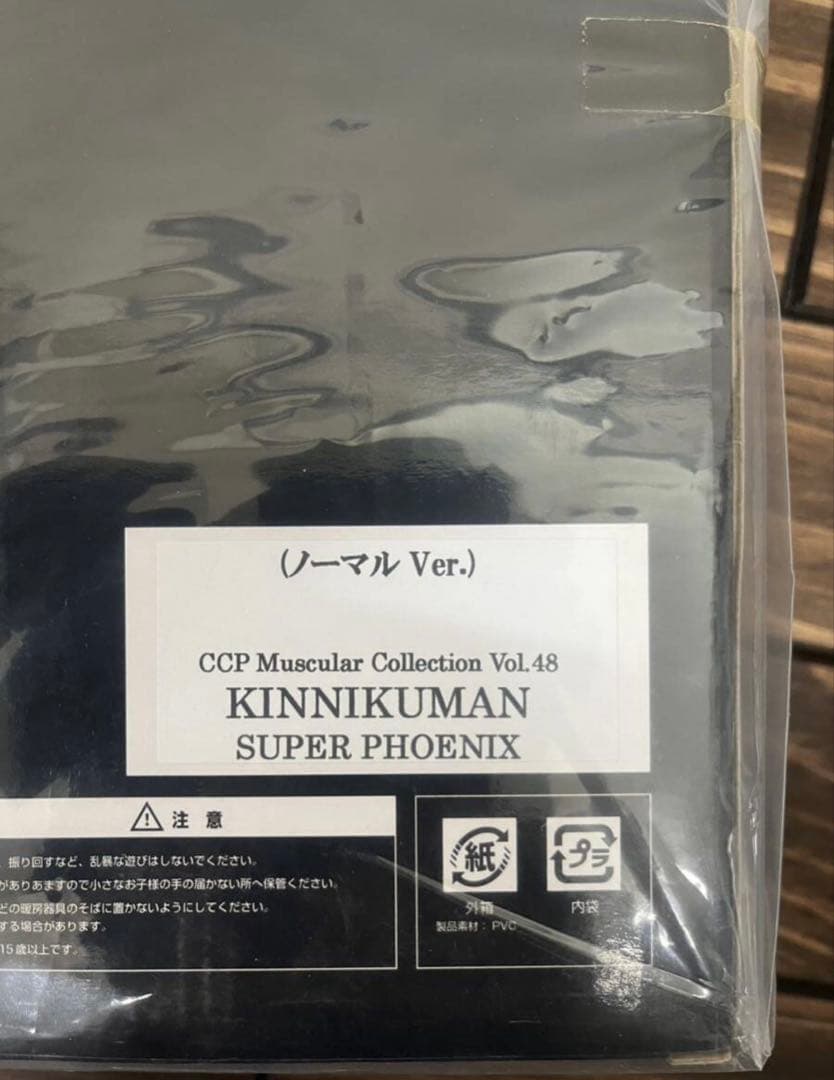 (ノーマル Ver.)
CCP Muscular Collection Vol.48
KINNIKUMAN
SUPER PHOENIX
注 意
、振り回すなど、乱暴な遊びはしないでください。
がありあますので小さなお子様の手の届かない所へ保管ください。
どの暖房器具のそばに置かないようにしてください。
する場合があります。
15歳以上です。
紙
プラ
外箱
内袋
製品素材：PVC